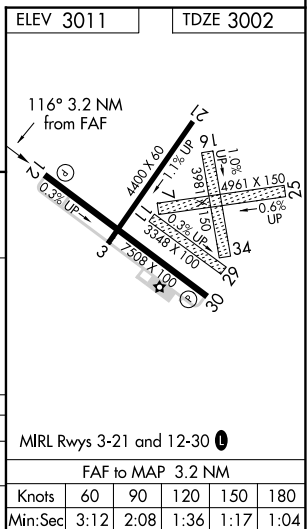 ELEV 3011
TDZE 3002
116° 3.2 NM
from FAF
P
21
16
1.0%
UP
4400 X 60
1.1% UP
3981 X 150
4961 X 150
25
0.6%
UP
7
12
0.3% UP
11
0.3% UP
3348 X 100
34
29
3
7508 X 100
P
30
MIRL Rwys 3-21 and 12-30 L
FAF to MAP 3.2 NM
Knots 60 90 120 150 180
Min:Sec 3:12 2:08 1:36 1:17 1:04